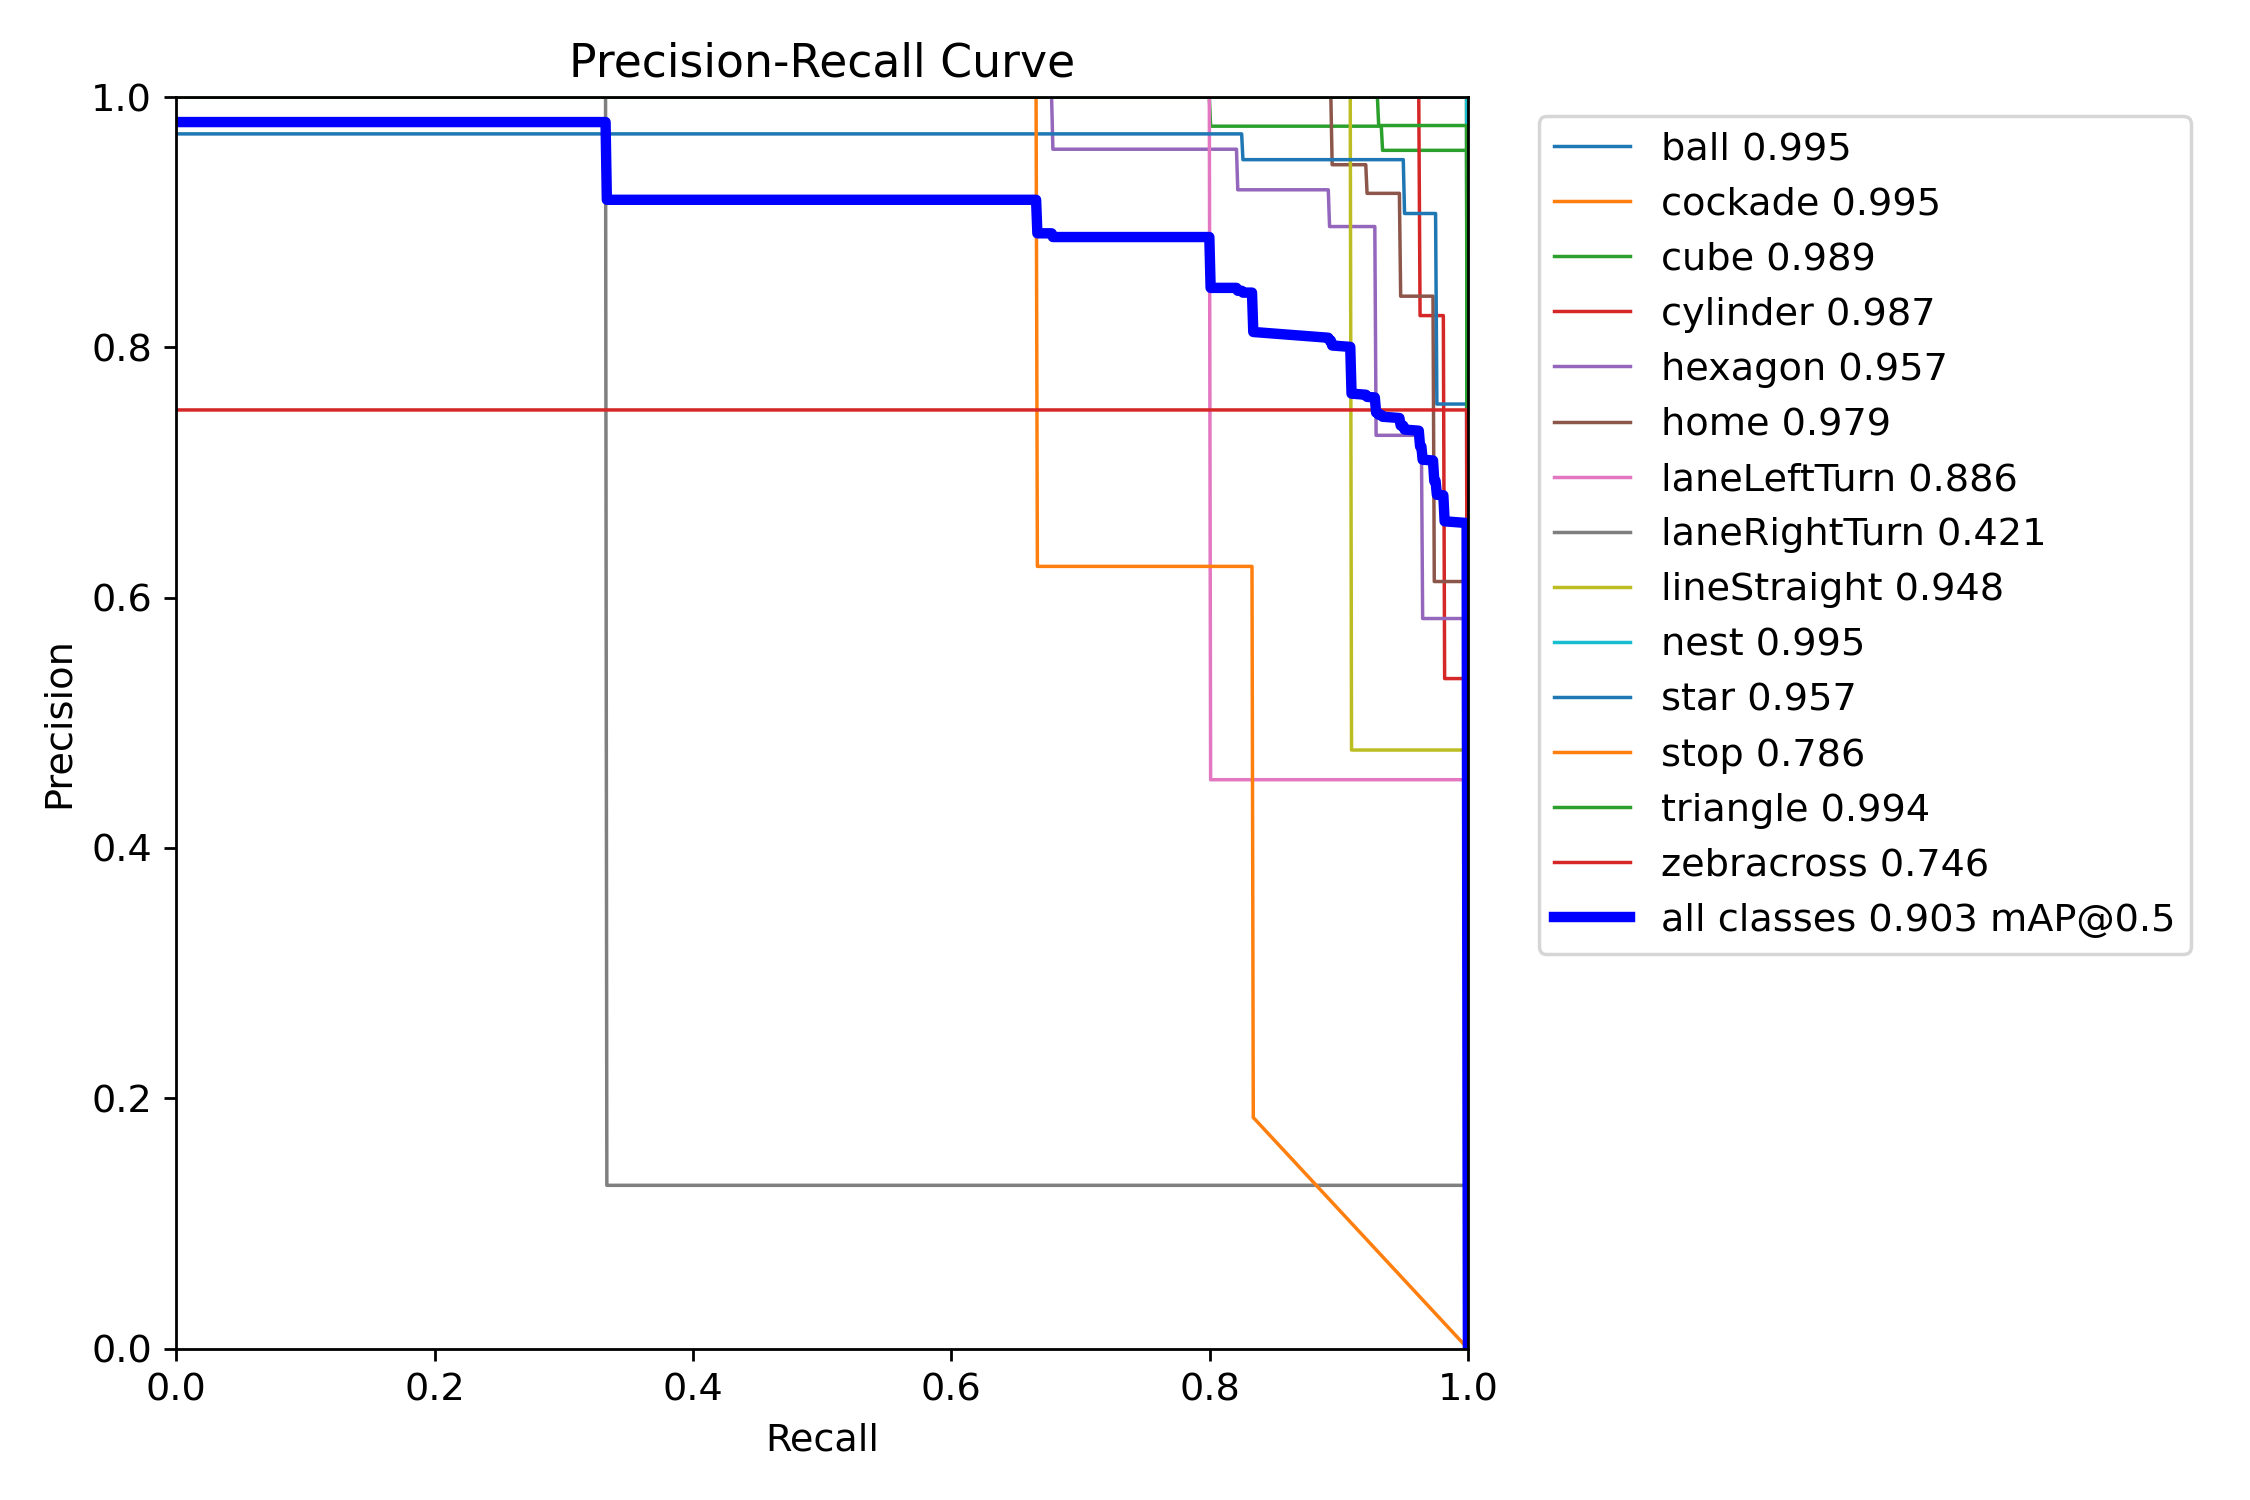 Precision-Recall Curve
1.0
0.8
0.6
0.4
0.2
0.0
Precision
0.0 0.2 0.4 0.6 0.8 1.0
Recall
ball 0.995
cockade 0.995
cube 0.989
cylinder 0.987
hexagon 0.957
home 0.979
laneLeftTurn 0.886
laneRightTurn 0.421
lineStraight 0.948
nest 0.995
star 0.957
stop 0.786
triangle 0.994
zebracross 0.746
all classes 0.903 mAP@0.5